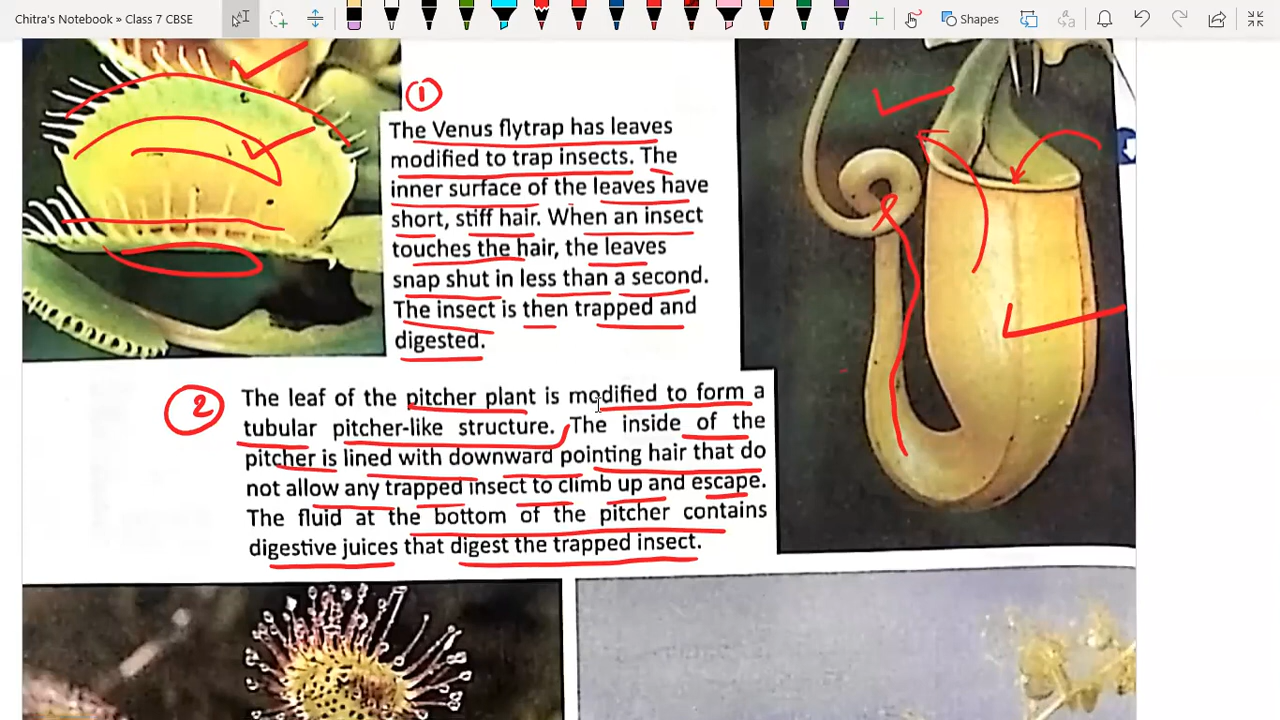 Chitra's Notebook » Class 7 CBSE
Shapes
1
The Venus flytrap has leaves
modified to trap insects. The
inner surface of the leaves have
short, stiff hair. When an insect
touches the hair, the leaves
snap shut in less than a second.
The insect is then trapped and
digested.
2
The leaf of the pitcher plant is modified to form a
tubular pitcher-like structure. The inside of the
pitcher is lined with downward pointing hair that do
not allow any trapped insect to climb up and escape.
The fluid at the bottom of the pitcher contains
digestive juices that digest the trapped insect.